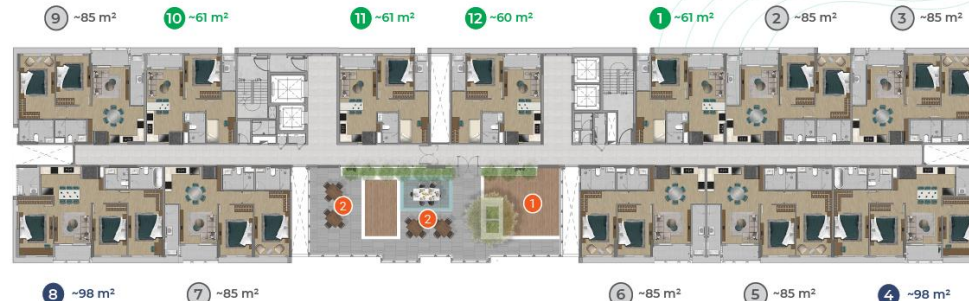 9 ~85 m²
10 ~61 m²
11 ~61 m²
12 ~60 m²
1 ~61 m²
2 ~85 m²
3 ~85 m²
2
2
1
8 ~98 m²
7 ~85 m²
6 ~85 m²
5 ~85 m²
4 ~98 m²